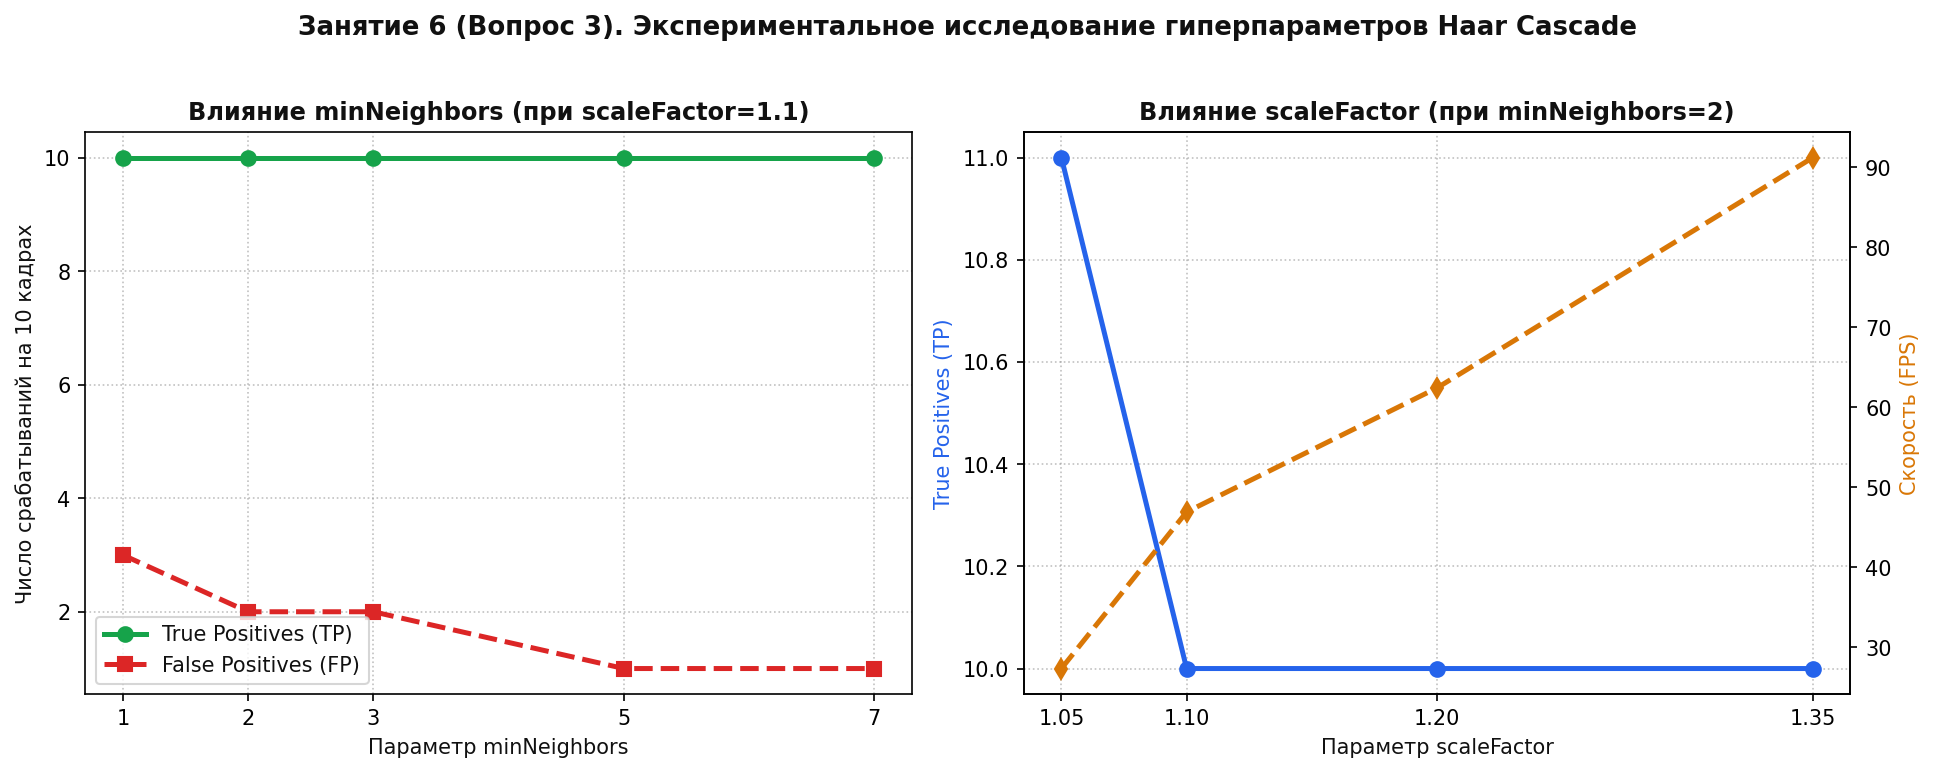 Занятие 6 (Вопрос 3). Экспериментальное исследование гиперпараметров Haar Cascade
Влияние minNeighbors (при scaleFactor=1.1)
Число срабатываний на 10 кадрах
10
8
6
4
2
True Positives (TP)
False Positives (FP)
1
2
3
5
7
Параметр minNeighbors
Влияние scaleFactor (при minNeighbors=2)
True Positives (TP)
11.0
10.8
10.6
10.4
10.2
10.0
90
80
70
60
50
40
30
Скорость (FPS)
1.05
1.10
1.20
1.35
Параметр scaleFactor